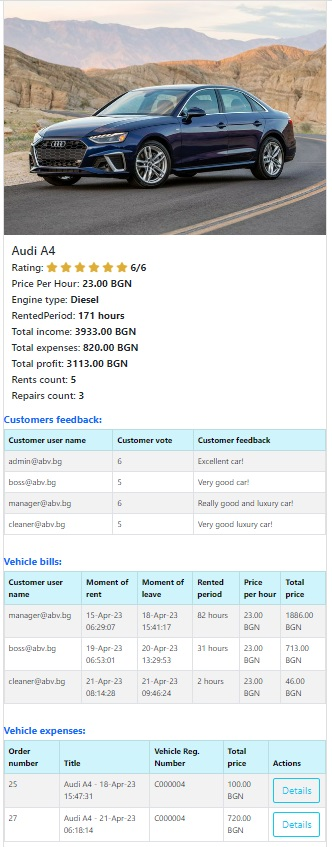 Audi A4
Rating: 6/6
Price Per Hour: 23.00 BGN
Engine type: Diesel
RentedPeriod: 171 hours
Total income: 3933.00 BGN
Total expenses: 820.00 BGN
Total profit: 3113.00 BGN
Rents count: 5
Repairs count: 3
Customers feedback:
Customer user name Customer vote Customer feedback
admin@abv.bg 6 Excellent car!
boss@abv.bg 5 Very good car!
manager@abv.bg 6 Really good and luxury car!
cleaner@abv.bg 5 Very good luxury car!
Vehicle bills:
Customer user Moment of Moment of Rented Price Total
name rent leave period per hour price
manager@abv.bg 15-Apr-23 18-Apr-23 82 hours 23.00 1886.00
06:29:07 15:41:17 BGN BGN
boss@abv.bg 19-Apr-23 20-Apr-23 31 hours 23.00 713.00
06:53:01 13:29:53 BGN BGN
cleaner@abv.bg 21-Apr-23 21-Apr-23 2 hours 23.00 46.00
08:14:28 09:46:24 BGN BGN
Vehicle expenses:
Order Vehicle Reg. Total
number Title Number price Actions
25 Audi A4 - 18-Apr-23 C000004 100.00 Details
15:47:31 BGN
27 Audi A4 - 21-Apr-23 C000004 720.00 Details
06:18:14 BGN